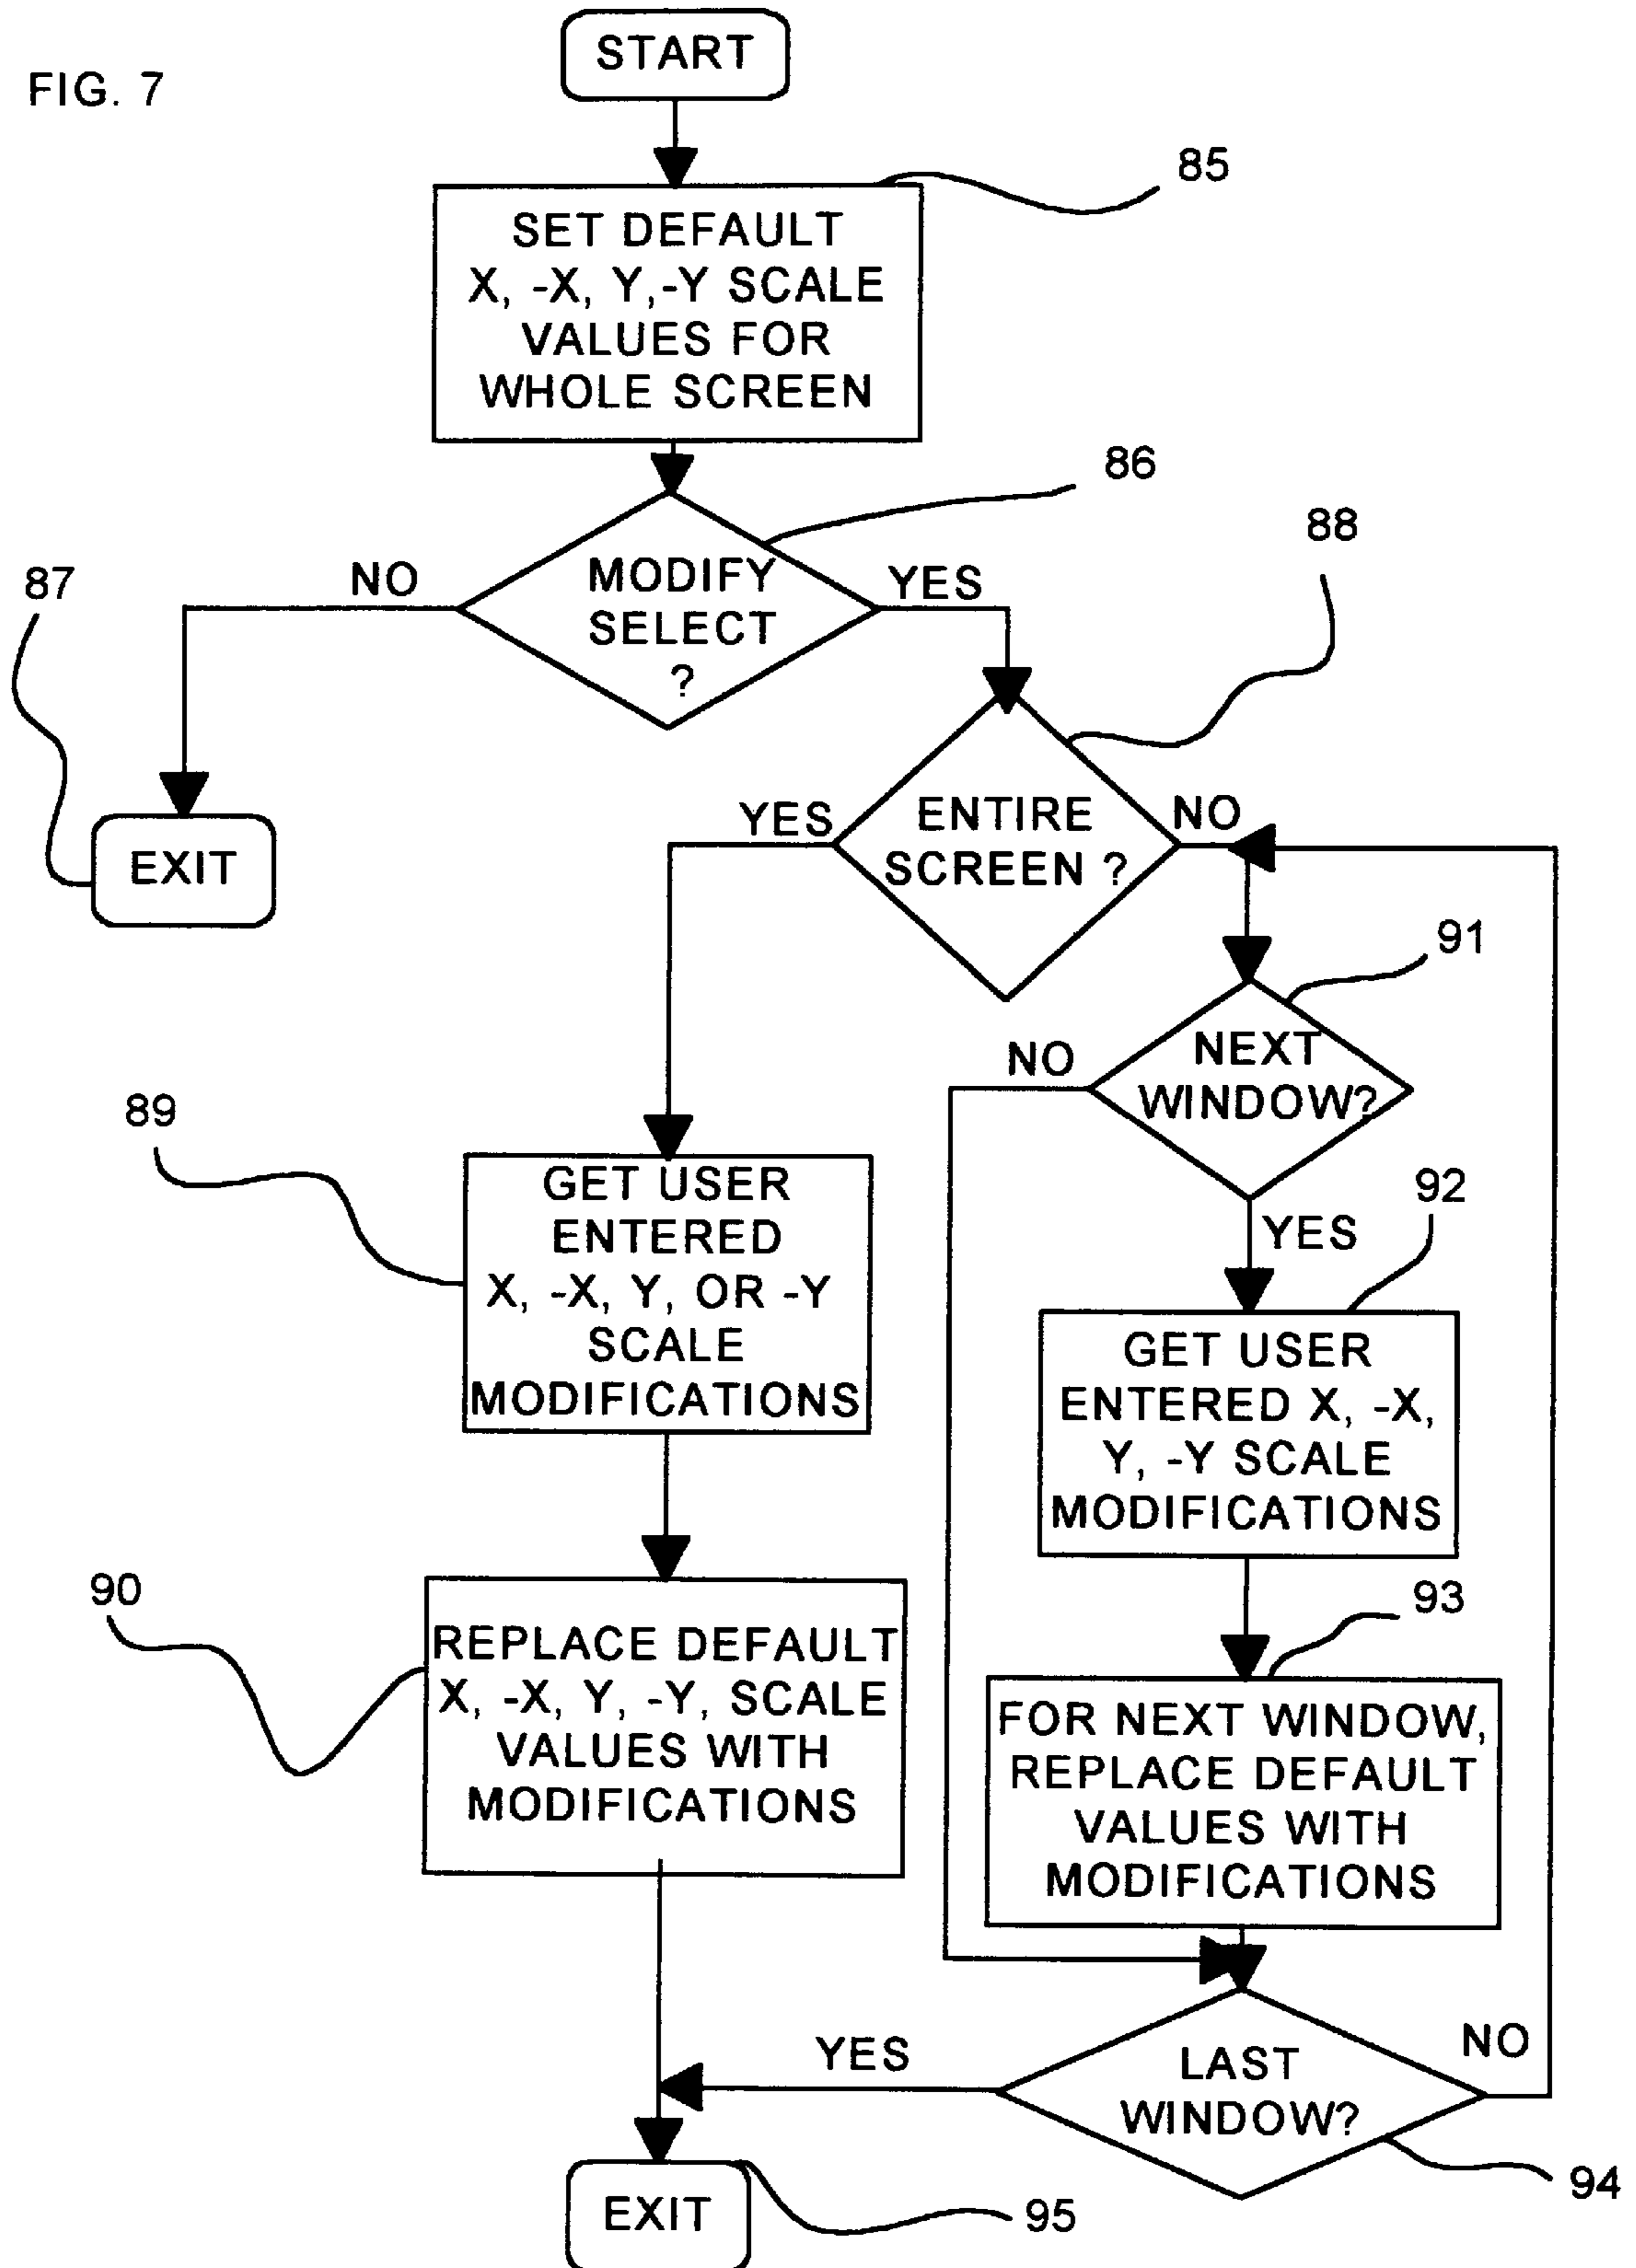 START
FIG. 7
85
SET DEFAULT
X, -X, Y,-Y SCALE
VALUES FOR
WHOLE SCREEN
86
MODIFY
SELECT
?
NO
YES
87
EXIT
88
ENTIRE
SCREEN ?
YES
NO
91
NEXT
WINDOW?
NO
YES
89
GET USER
ENTERED
X, -X, Y, OR -Y
SCALE
MODIFICATIONS
92
GET USER
ENTERED X, -X,
Y, -Y SCALE
MODIFICATIONS
90
REPLACE DEFAULT
X, -X, Y, -Y, SCALE
VALUES WITH
MODIFICATIONS
93
FOR NEXT WINDOW,
REPLACE DEFAULT
VALUES WITH
MODIFICATIONS
YES
LAST
WINDOW?
NO
94
EXIT
95